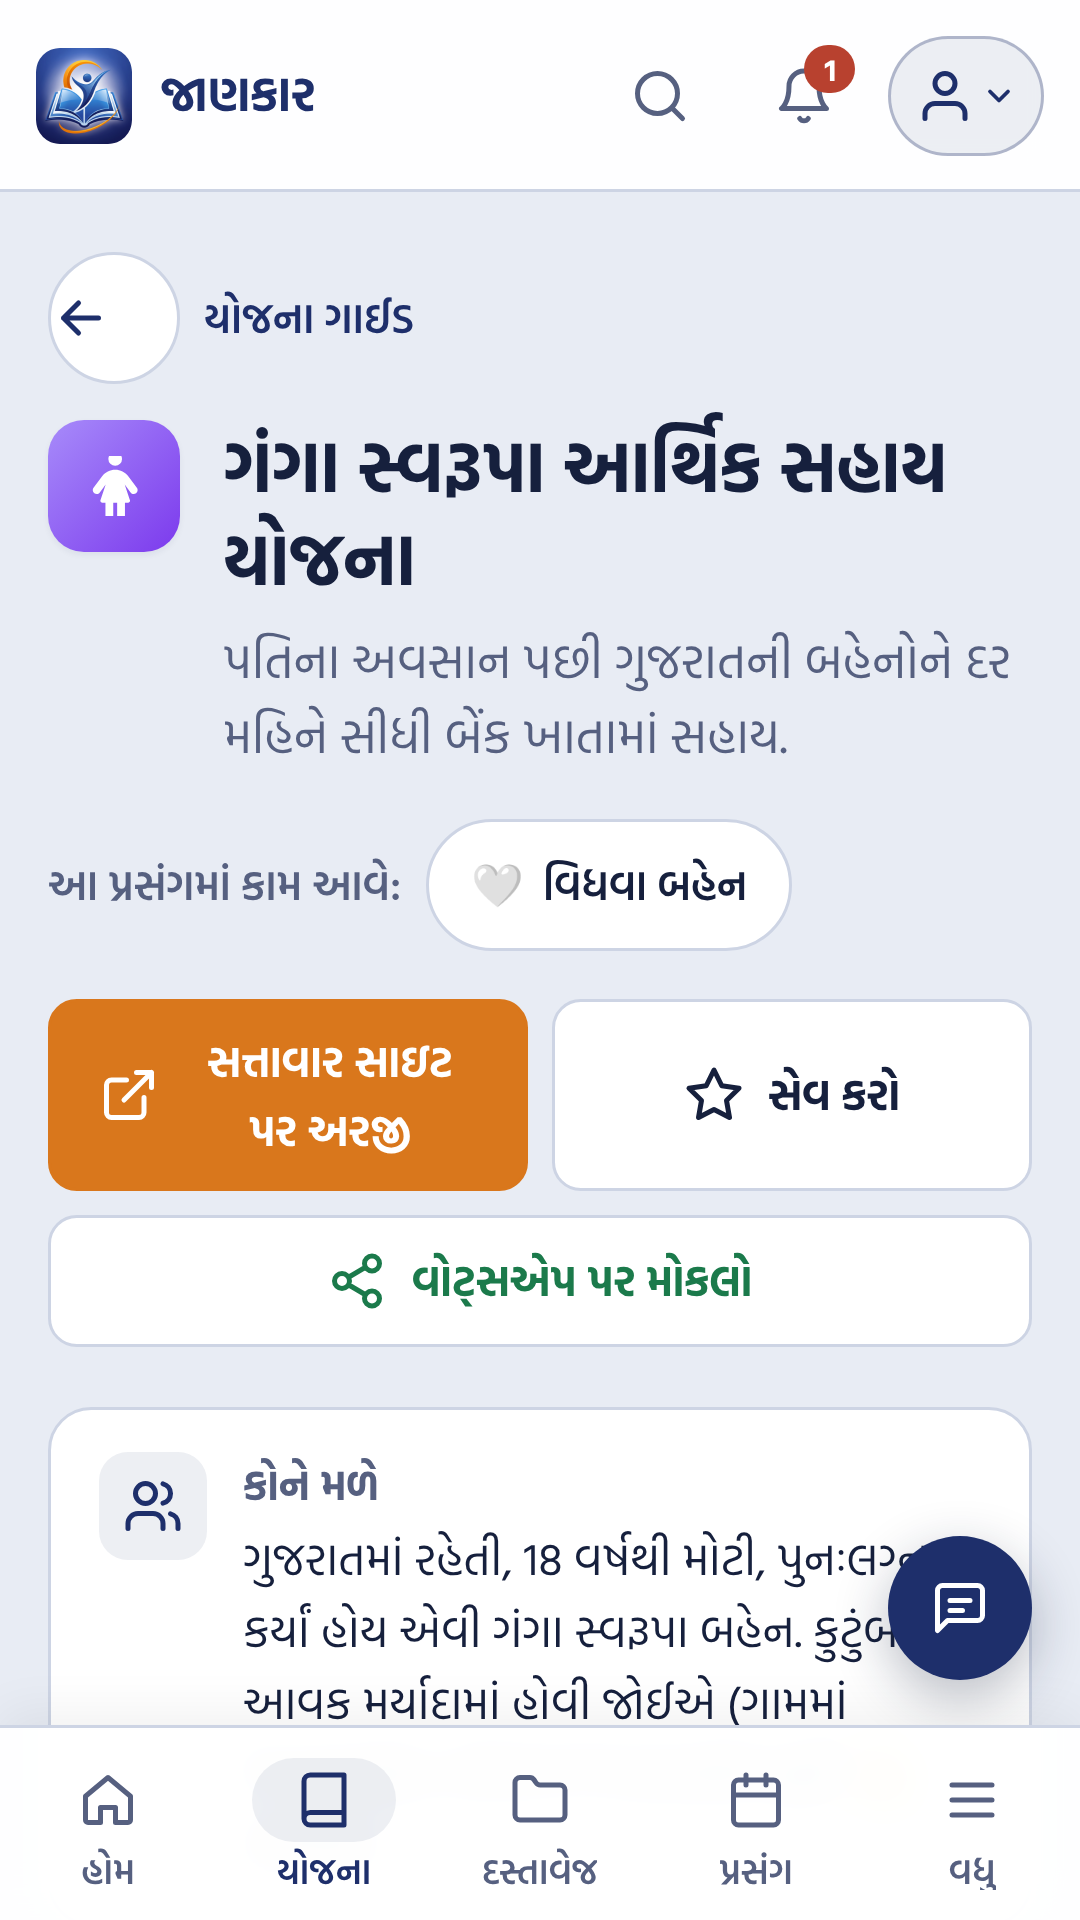 જાણકાર
1
યોજના ગાઈડ
ગંગા સ્વરૂપા આર્થિક સહાય
યોજના
પતિના અવસાન પછી ગુજરાતની બહેનોને દર
મહિને સીધી બેંક ખાતામાં સહાય.
આ પ્રસંગમાં કામ આવે:
વિધવા બહેન
સત્તાવાર સાઇટ
પર અરજી
સેવ કરો
વોટ્સએપ પર મોકલો
કોને મળે
ગુજરાતમાં રહેતી, 18 વર્ષથી મોટી,
કર્યાં હોય એવી ગંગા સ્વરૂપા બહેન.
આવક મર્યાદામાં હોવી જોઈએ (ગામમાં
હોમ
યોજના
દસ્તાવેજ
પ્રસંગ
વધુ